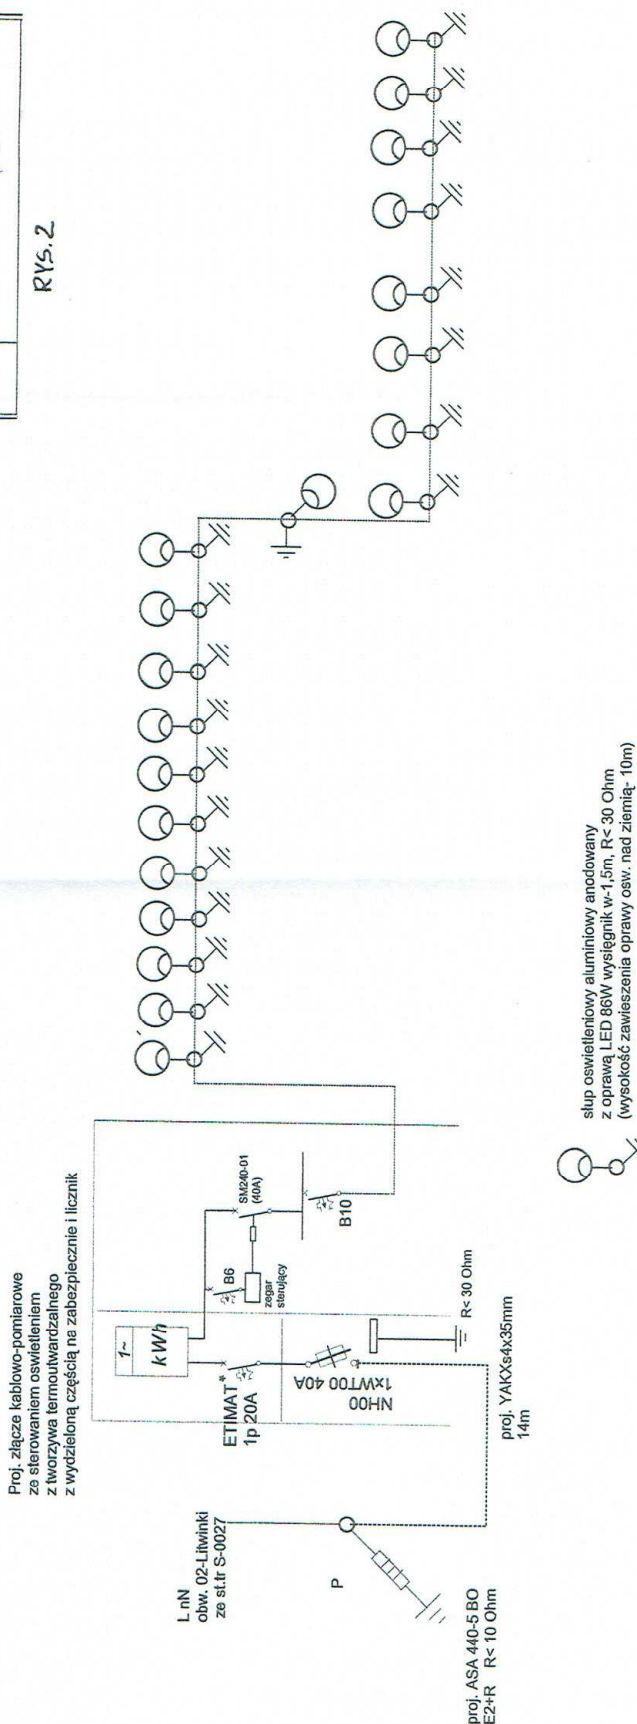 RYS.2
Proj. złącze kablowo-pomiarowe
ze sterowaniem oswietleniem
z tworzywa termoutwardzalnego
z wydzieloną częścią na zabezpiecznie i licznik
1~
kWh
B6
SM240-01
(40A)
zegar
sterujący
B10
ETIMAT*
1p 20A
NH00
1xWT00 40A
R< 30 Ohm
L nN
obw. 02-Litwinki
ze st.tr S-0027
P
proj. YAKXs4x35mm
14m
proj. ASA 440-5 BO
E2+R R< 10 Ohm
słup oswietleniowy aluminiowy anodowany
z oprawą LED 86W wysięgnik w-1,5m, R< 30 Ohm
(wysokość zawieszenia oprawy osw. nad ziemią- 10m)